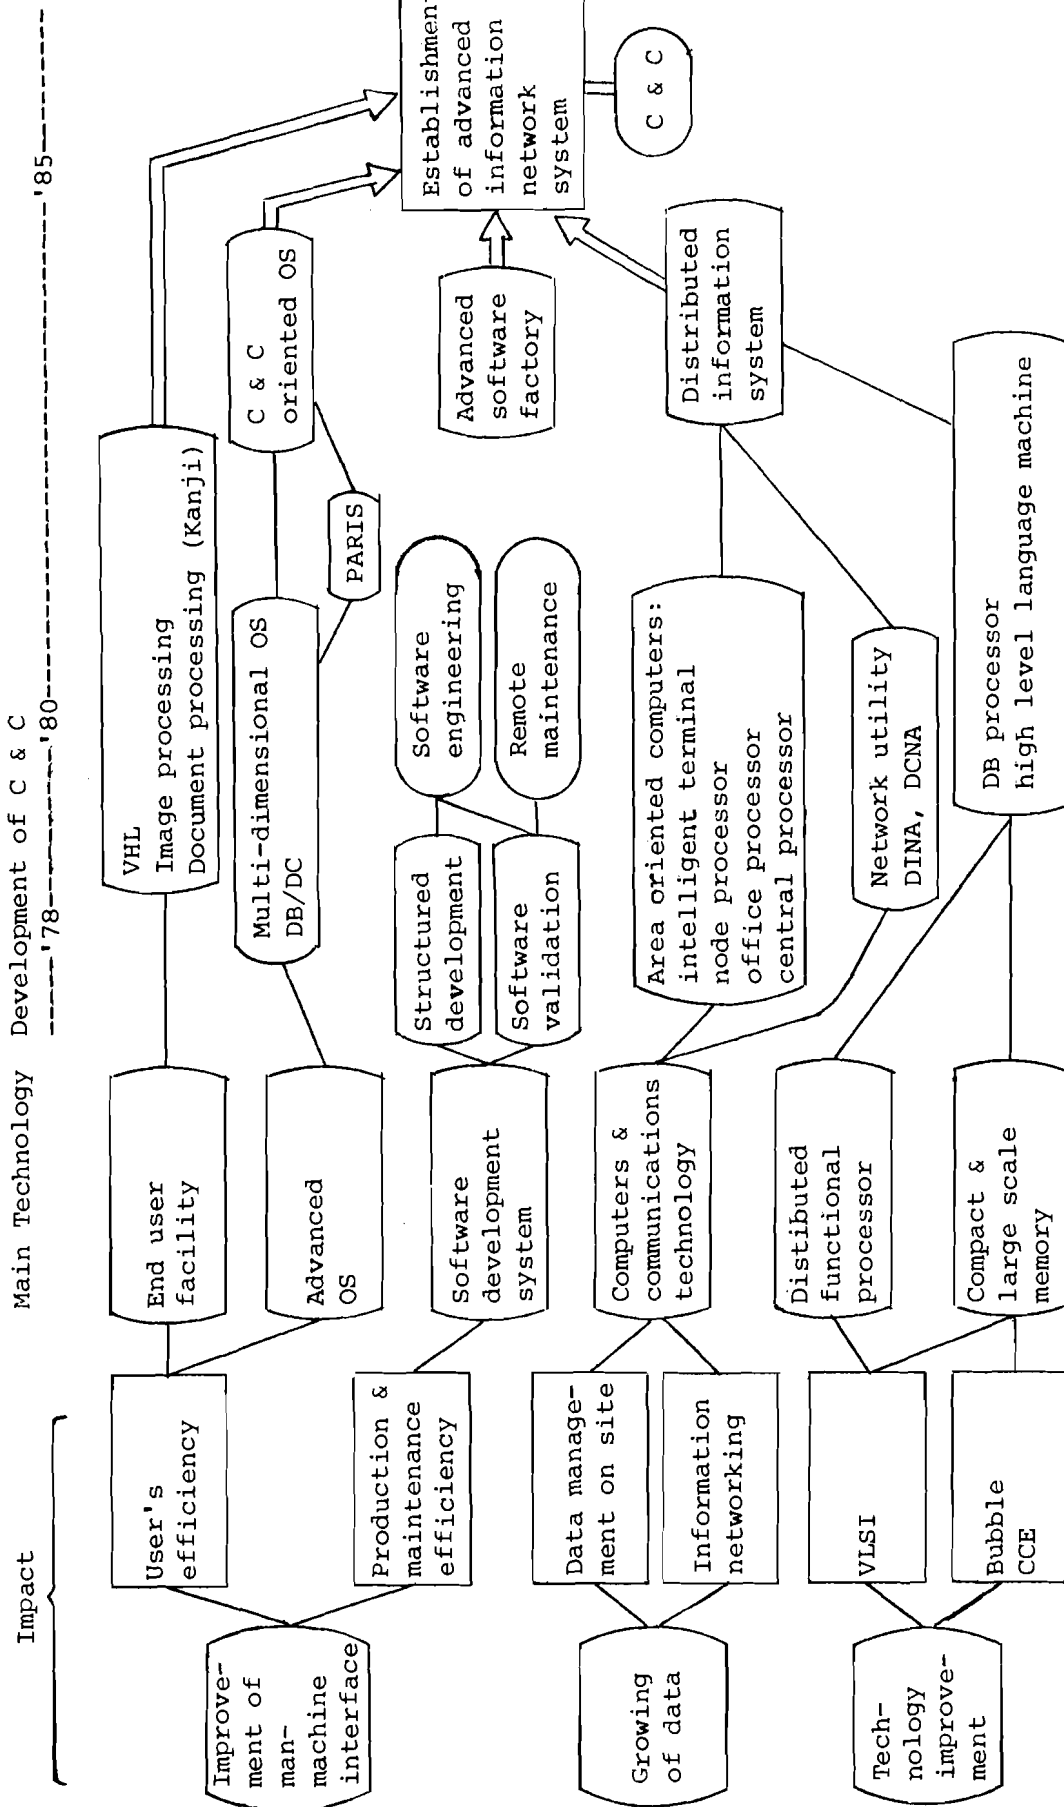 Impact
Main Technology
Development of C & C
----'78--------'80--------'85--------
Improve-
ment of
man-
machine
interface
Growing
of data
Tech-
nology
improve-
ment
User's
efficiency
Production &
maintenance
efficiency
Data manage-
ment on site
Information
networking
VLSI
Bubble
CCE
End user
facility
Advanced
OS
Software
development
system
Computers &
communications
technology
Distibuted
functional
processor
Compact &
large scale
memory
VHL
Image processing
Document processing (Kanji)
Multi-dimensional OS
DB/DC
PARIS
C & C
oriented OS
Structured
development
Software
validation
Software
engineering
Remote
maintenance
Advanced
software
factory
Area oriented computers:
intelligent terminal
node processor
office processor
central processor
Network utility
DINA, DCNA
DB processor
high level language machine
Distributed
information
system
Establishmen
of advanced
information
network
system
C & C